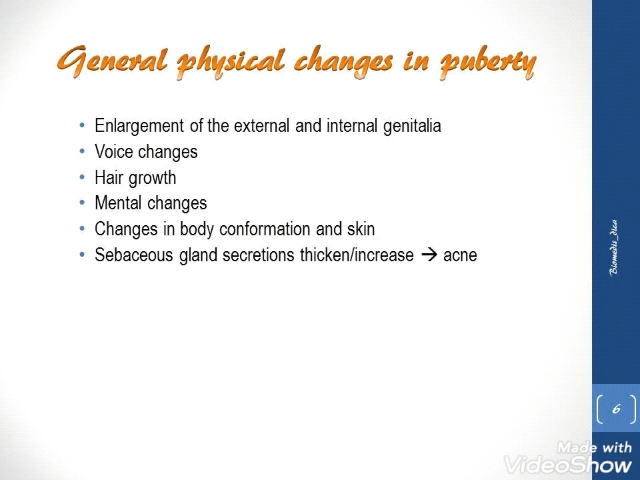 General physical changes in puberty
• Enlargement of the external and internal genitalia
• Voice changes
• Hair growth
• Mental changes
• Changes in body conformation and skin
• Sebaceous gland secretions thicken/increase → acne
Biomedis_dica
6
Made with
VideoShow